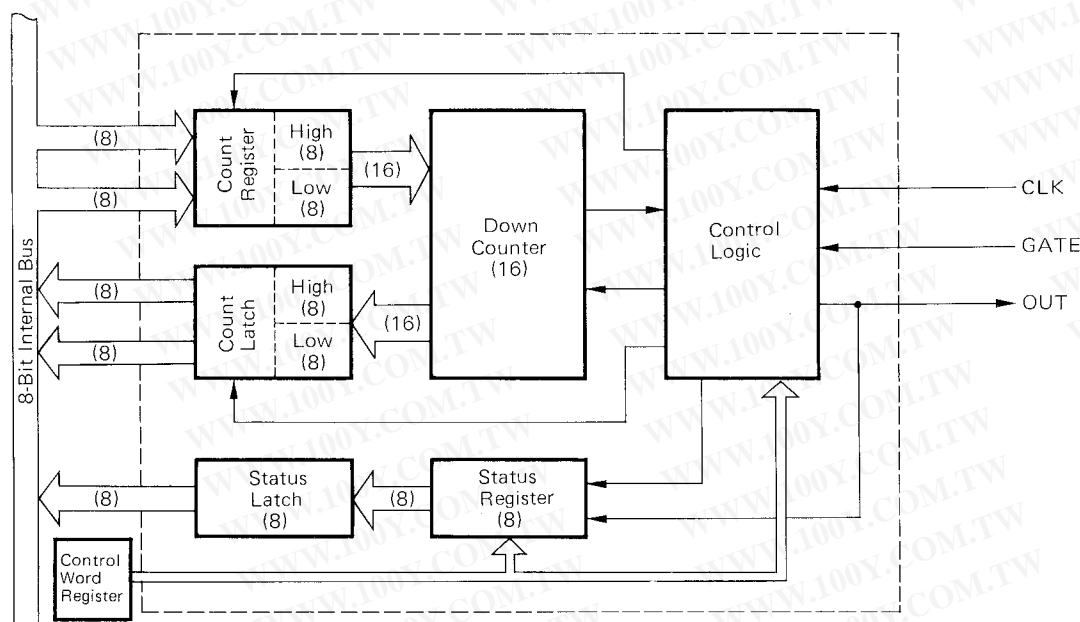 8-Bit Internal Bus
(8)
(8)
Count
Register
High
(8)
Low
(8)
(16)
Down
Counter
(16)
Control
Logic
CLK
GATE
OUT
(8)
(8)
Count
Latch
High
(8)
Low
(8)
(16)
(8)
Status
Latch
(8)
(8)
Status
Register
(8)
Control
Word
Register
WWW.100Y.COM.TW